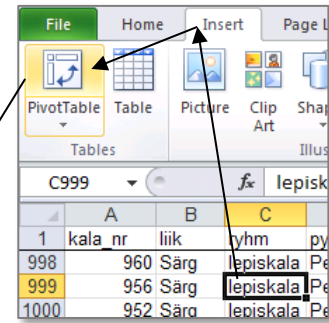 File Home Insert Page L
PivotTable Table Picture Clip Art Shap
Tables Illus
C999 fx lepisk
A B C
1 kala_nr liik ryhm py
998 960 Särg lepiskala Pe
999 956 Särg lepiskala Pe
1000 952 Särg lepiskala Pe